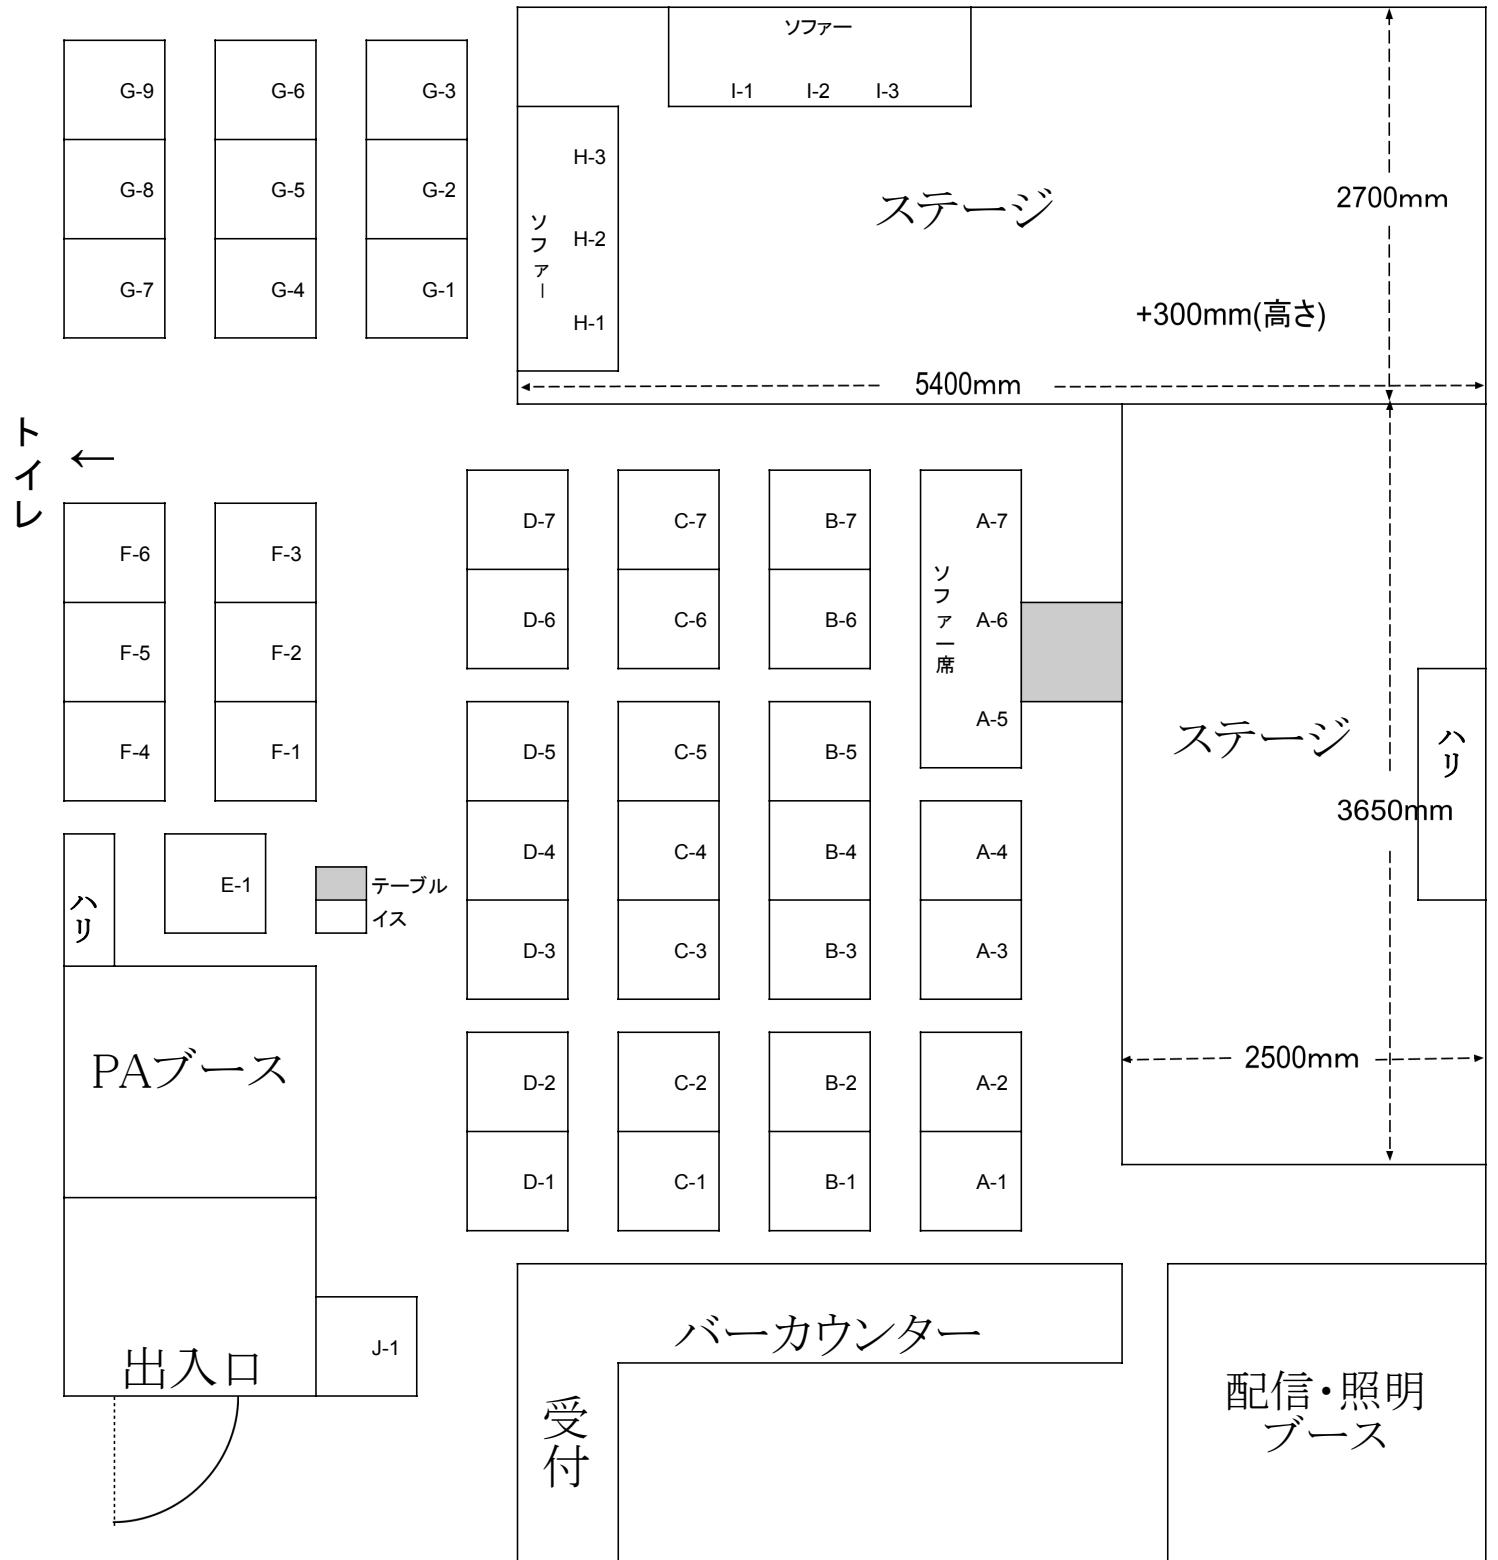 ソファー
I-1 I-2 I-3
G-9 G-6 G-3
G-8 G-5 G-2
G-7 G-4 G-1
ソファー
H-3
H-2
H-1
ステージ
2700mm
+300mm(高さ)
5400mm
トイレ
←
F-6 F-3
F-5 F-2
F-4 F-1
D-7 C-7 B-7 A-7
D-6 C-6 B-6 A-6
ソファー席
A-5
D-5 C-5 B-5
D-4 C-4 B-4 A-4
D-3 C-3 B-3 A-3
D-2 C-2 B-2 A-2
D-1 C-1 B-1 A-1
ステージ
ハリ
3650mm
2500mm
ハリ
E-1
テーブル
イス
PAブース
出入口
J-1
バーカウンター
受付
配信・照明
ブース